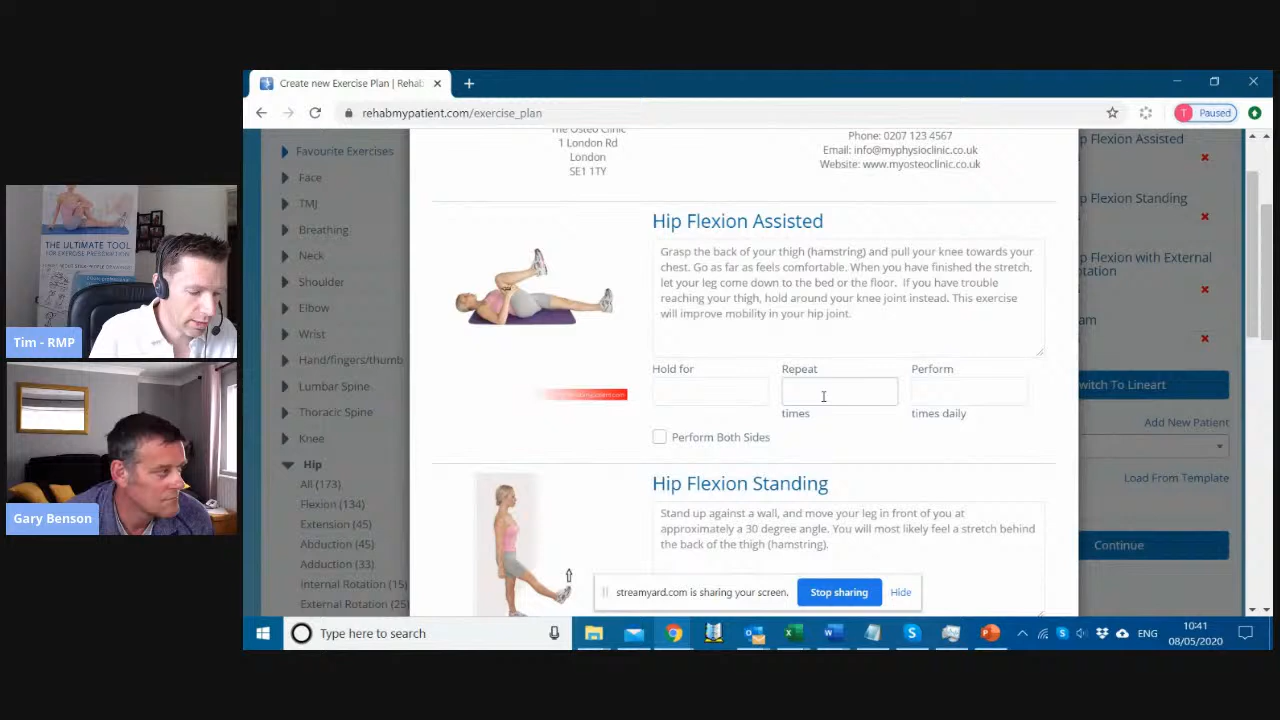 Create new Exercise Plan | Rehab
rehabmypatient.com/exercise_plan
Paused
Favourite Exercises
Face
TMJ
Breathing
Neck
Shoulder
Elbow
Wrist
Hand/fingers/thumb
Lumbar Spine
Thoracic Spine
Knee
Hip
All (173)
Flexion (134)
Extension (45)
Abduction (45)
Adduction (33)
Internal Rotation (15)
External Rotation (25)
The Osteo Clinic
1 London Rd
London
SE1 1TY
Phone: 0207 123 4567
Email: info@myphysioclinic.co.uk
Website: www.myosteoclinic.co.uk
Hip Flexion Assisted
Grasp the back of your thigh (hamstring) and pull your knee towards your
chest. Go as far as feels comfortable. When you have finished the stretch,
let your leg come down to the bed or the floor. If you have trouble
reaching your thigh, hold around your knee joint instead. This exercise
will improve mobility in your hip joint.
Hold for
Repeat
Perform
times
times daily
Perform Both Sides
Hip Flexion Standing
Stand up against a wall, and move your leg in front of you at
approximately a 30 degree angle. You will most likely feel a stretch behind
the back of the thigh (hamstring).
p Flexion Assisted
p Flexion Standing
p Flexion with External
otation
am
witch To Lineart
Add New Patient
Load From Template
Continue
streamyard.com is sharing your screen.
Stop sharing
Hide
Type here to search
ENG
10:41
08/05/2020
THE ULTIMATE TOOL
FOR EXERCISE PRESCRIPTION
Tim - RMP
Gary Benson